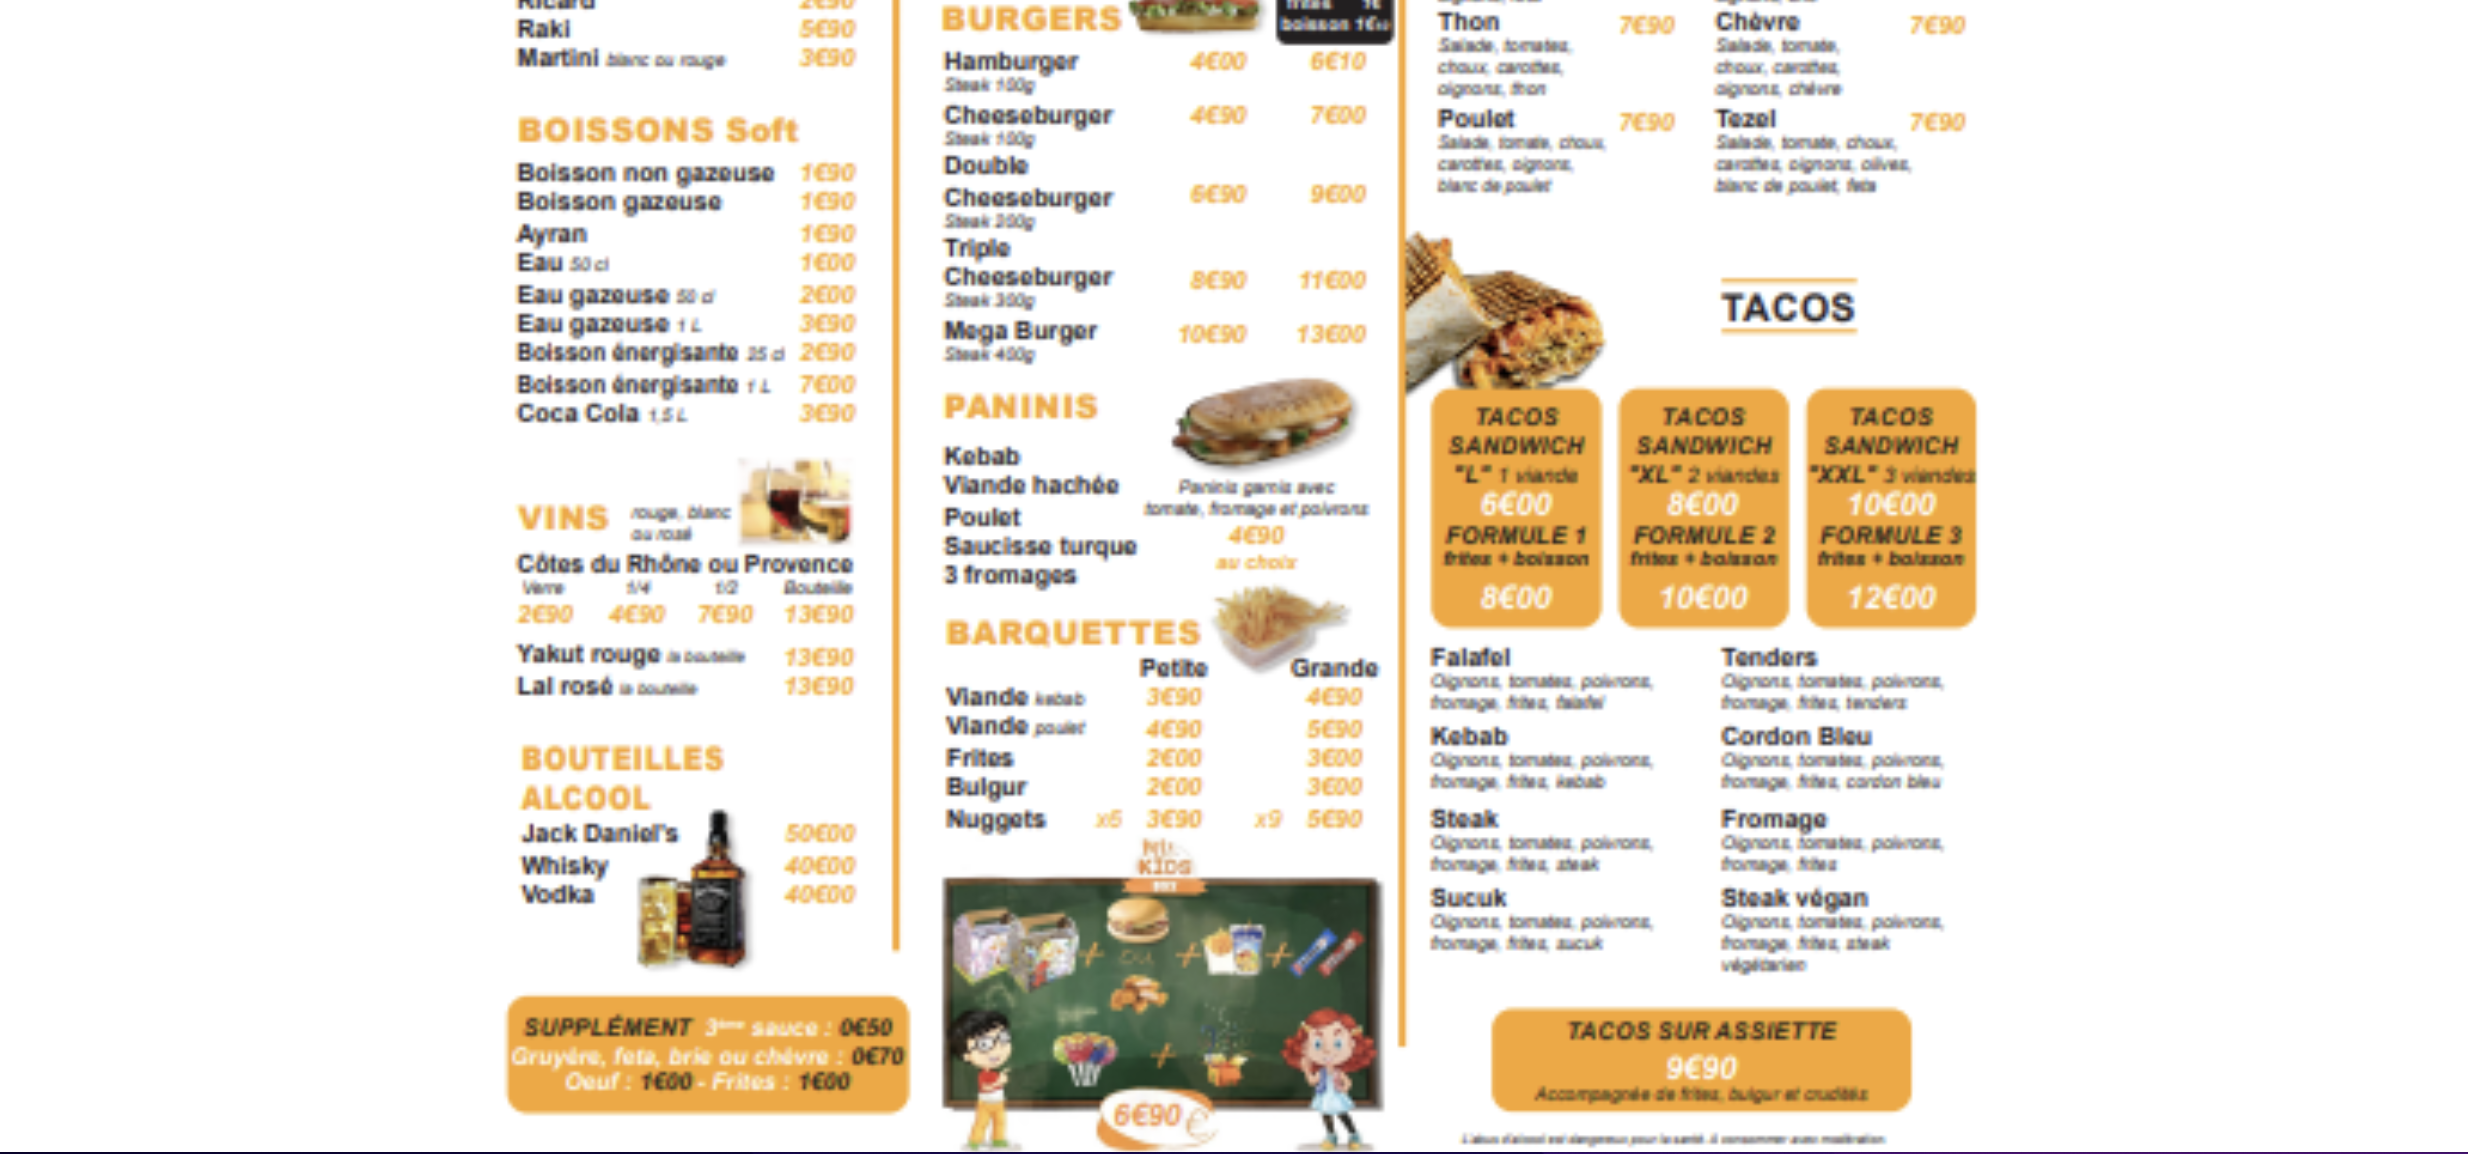 Ricard 2€90
Raki 5€90
Martini blanc ou rouge 3€90
BOISSONS Soft
Boisson non gazeuse 1€90
Boisson gazeuse 1€90
Ayran 1€90
Eau 50 cl 1€00
Eau gazeuse 50 cl 2€00
Eau gazeuse 1 L 3€90
Boisson énergisante 25 cl 2€90
Boisson énergisante 1 L 7€00
Coca Cola 1,5 L 3€90
VINS rouge, blanc
ou rosé
Côtes du Rhône ou Provence
Verre 1/4 1/2 Bouteille
2€90 4€90 7€90 13€90
Yakut rouge la bouteille 13€90
Lal rosé la bouteille 13€90
BOUTEILLES
ALCOOL
Jack Daniel's 50€00
Whisky 40€00
Vodka 40€00
SUPPLÉMENT 3ème sauce : 0€50
Gruyère, feta, brie ou chèvre : 0€70
Oeuf : 1€00 - Frites : 1€00
BURGERS
frites 1€
boisson 1€
Hamburger 4€00 6€10
Steak 100g
Cheeseburger 4€90 7€00
Steak 100g
Double
Cheeseburger 6€90 9€00
Steak 200g
Triple
Cheeseburger 8€90 11€00
Steak 300g
Mega Burger 10€90 13€00
Steak 400g
PANINIS
Kebab
Viande hachée
Poulet
Saucisse turque
3 fromages
Paninis garnis avec
tomate, fromage et poivrons
4€90
au choix
BARQUETTES
Petite Grande
Viande kebab 3€90 4€90
Viande poulet 4€90 5€90
Frites 2€00 3€00
Bulgur 2€00 3€00
Nuggets x6 3€90 x9 5€90
KIDS
+ ou + +
+
6€90 €
Thon 7€90
Salade, tomates,
choux, carottes,
oignons, thon
Poulet 7€90
Salade, tomate, choux,
carottes, oignons,
blanc de poulet
Chèvre 7€90
Salade, tomate,
choux, carottes,
oignons, chèvre
Tezel 7€90
Salade, tomate, choux,
carottes, oignons, olives,
blanc de poulet, feta
TACOS
TACOS
SANDWICH
"L" 1 viande
6€00
FORMULE 1
frites + boisson
8€00
TACOS
SANDWICH
"XL" 2 viandes
8€00
FORMULE 2
frites + boisson
10€00
TACOS
SANDWICH
"XXL" 3 viandes
10€00
FORMULE 3
frites + boisson
12€00
Falafel
Oignons, tomates, poivrons,
fromage, frites, falafel
Kebab
Oignons, tomates, poivrons,
fromage, frites, kebab
Steak
Oignons, tomates, poivrons,
fromage, frites, steak
Sucuk
Oignons, tomates, poivrons,
fromage, frites, sucuk
Tenders
Oignons, tomates, poivrons,
fromage, frites, tenders
Cordon Bleu
Oignons, tomates, poivrons,
fromage, frites, cordon bleu
Fromage
Oignons, tomates, poivrons,
fromage, frites
Steak végan
Oignons, tomates, poivrons,
fromage, frites, steak
végétarien
TACOS SUR ASSIETTE
9€90
Accompagnée de frites, bulgur et crudités
L'abus d'alcool est dangereux pour la santé. A consommer avec modération